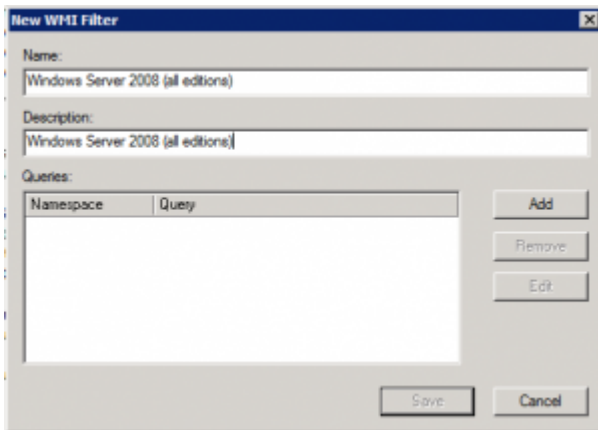 New WMI Filter
Name:
Windows Server 2008 (all editions)
Description:
Windows Server 2008 (all editions)
Queries:
Namespace Query
Add
Remove
Edit
Save Cancel